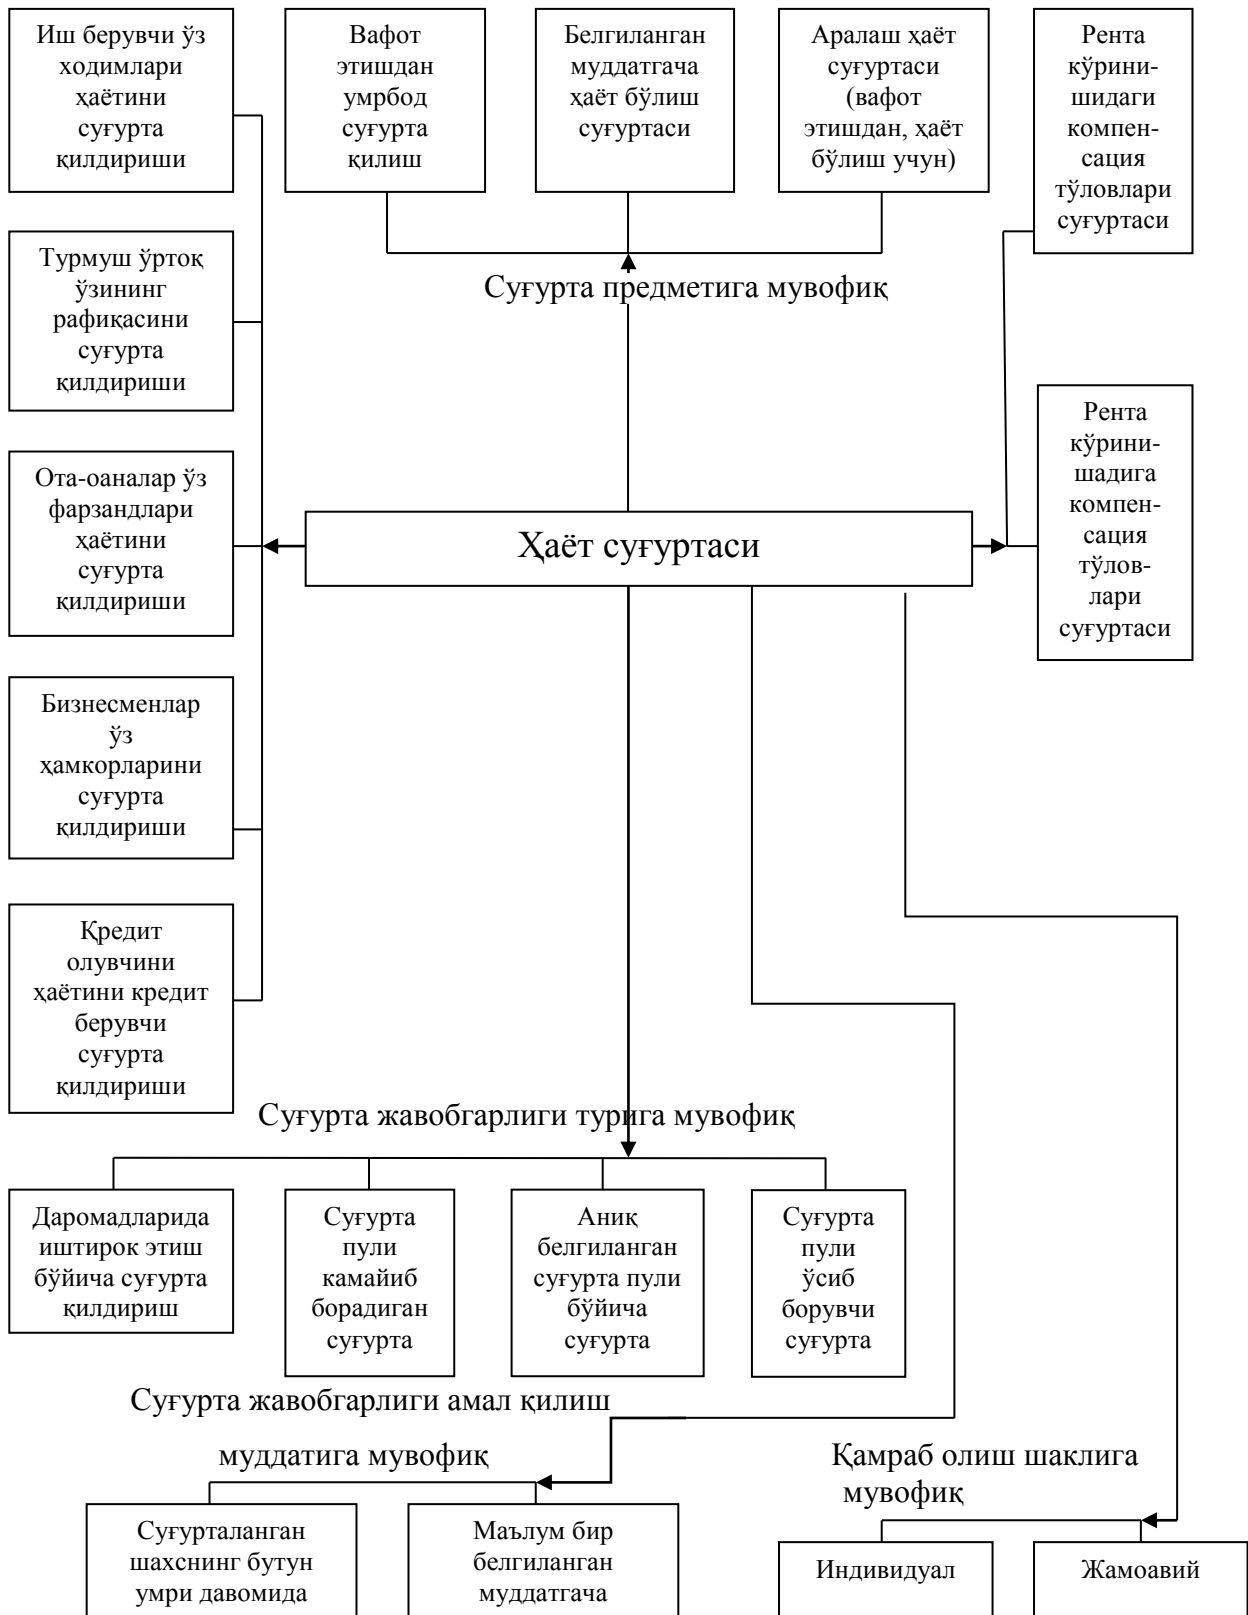 Иш берувчи ўз
ходимлари
ҳаётини
суғурта
қилдириши
Вафот
этишдан
умрбод
суғурта
қилиш
Белгиланган
муддатгача
ҳаёт бўлиш
суғуртаси
Аралаш ҳаёт
суғуртаси
(вафот
этишдан, ҳаёт
бўлиш учун)
Рента
кўрини-
шидаги
компен-
сация
тўловлари
суғуртаси
Суғурта предметига мувофиқ
Турмуш ўртоқ
ўзининг
рафиқасини
суғурта
қилдириши
Ота-оаналар ўз
фарзандлари
ҳаётини
суғурта
қилдириши
Ҳаёт суғуртаси
Рента
кўрини-
шадига
компен-
сация
тўлов-
лари
суғуртаси
Бизнесменлар
ўз
ҳамкорларини
суғурта
қилдириши
Қредит
олувчини
ҳаётини кредит
берувчи
суғурта
қилдириши
Суғурта жавобгарлиги турига мувофиқ
Даромадларида
иштирок этиш
бўйича суғурта
қилдириш
Суғурта
пули
камайиб
борадиган
суғурта
Аниқ
белгиланган
суғурта пули
бўйича
суғурта
Суғурта
пули
ўсиб
борувчи
суғурта
Суғурта жавобгарлиги амал қилиш
муддатига мувофиқ
Суғурталанган
шахснинг бутун
умри давомида
Маълум бир
белгиланган
муддатгача
Қамраб олиш шаклига
мувофиқ
Индивидуал
Жамоавий